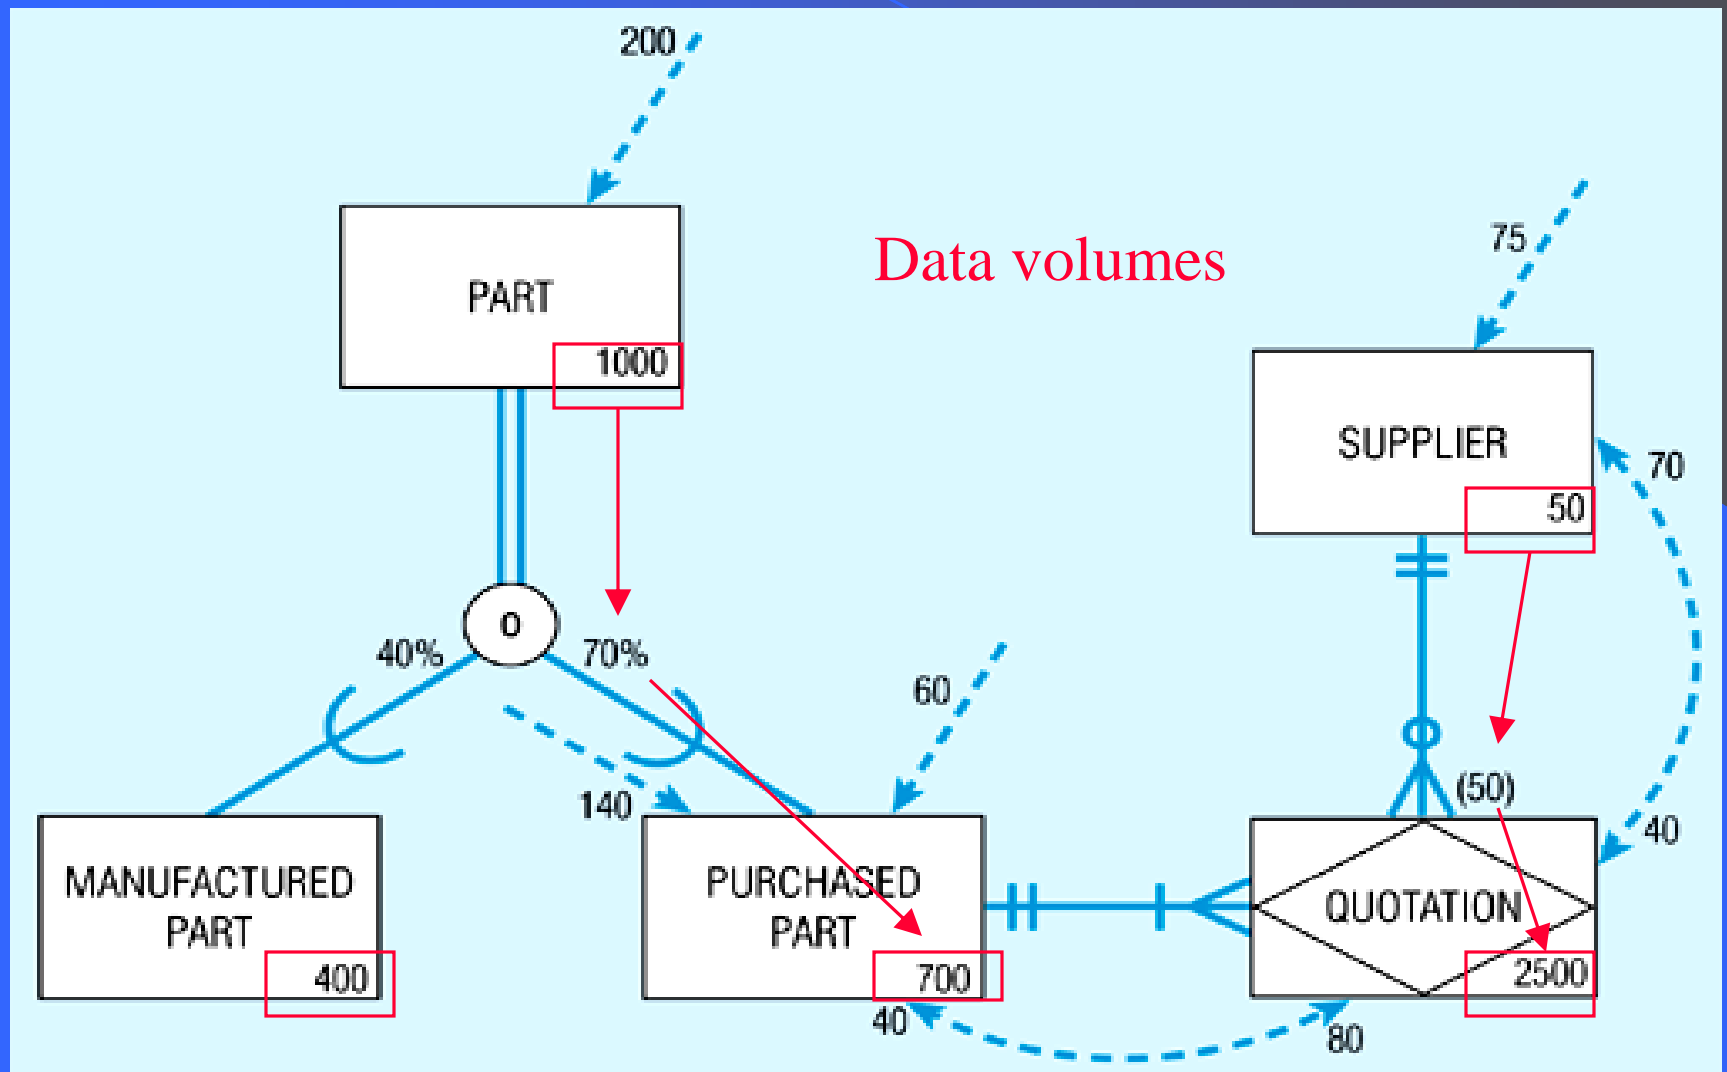 200
75
Data volumes
PART
1000
SUPPLIER
70
50
O
40%
70%
60
140
(50)
40
MANUFACTURED
PART
400
PURCHASED
PART
700
QUOTATION
2500
40
80